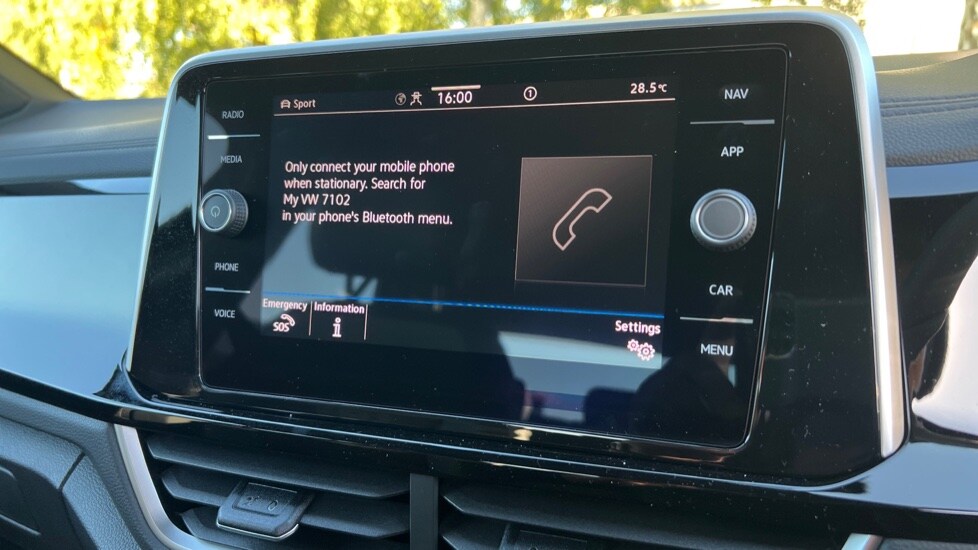 RADIO
MEDIA
PHONE
VOICE
Sport
16:00
1
28.5°C
Only connect your mobile phone
when stationary. Search for
My VW 7102
in your phone's Bluetooth menu.
Emergency
SOS
Information
i
Settings
NAV
APP
CAR
MENU